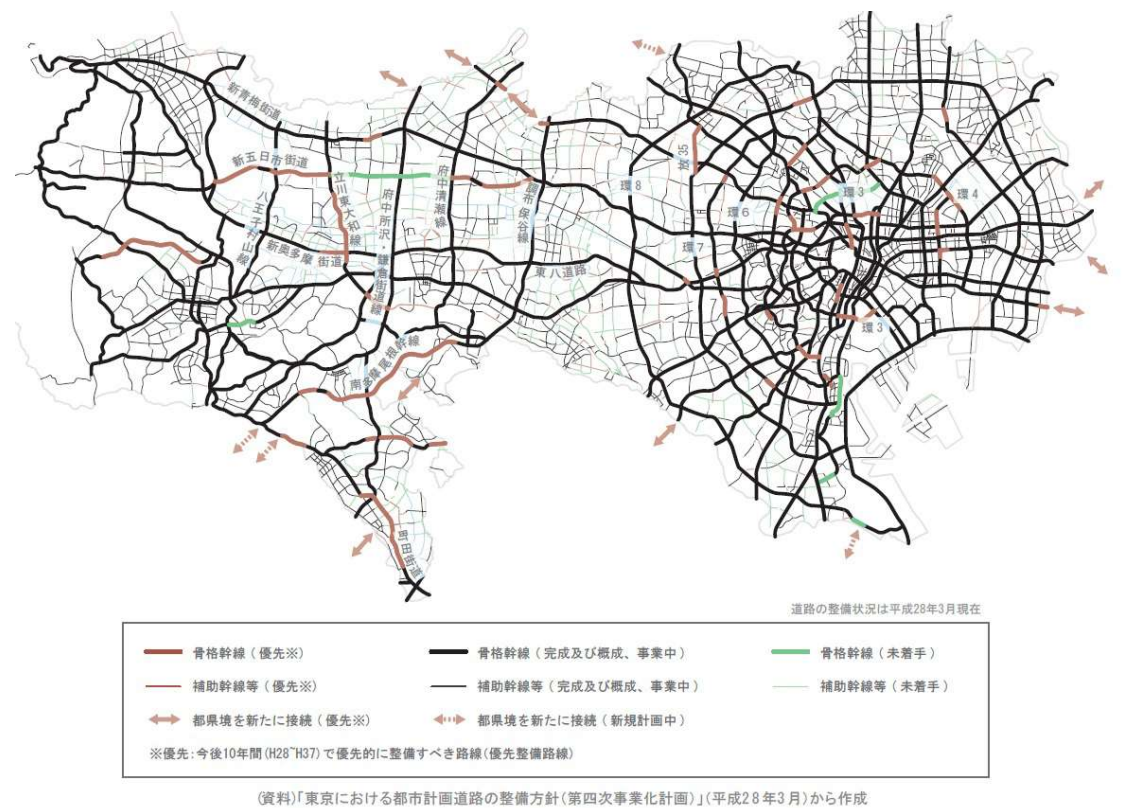 新青梅街道
新五日市街道
八王子村山線
立川東大和線
新奥多摩街道
府中所沢・鎌倉街道線
府中清瀬線
調布保谷線
東八道路
南多摩尾根幹線
町田街道
環8
環7
環6
放35
環3
環4
環3
道路の整備状況は平成28年3月現在
骨格幹線(優先※) 骨格幹線(完成及び概成、事業中) 骨格幹線(未着手)
補助幹線等(優先※) 補助幹線等(完成及び概成、事業中) 補助幹線等(未着手)
都県境を新たに接続(優先※) 都県境を新たに接続(新規計画中)
※優先:今後10年間(H28~H37)で優先的に整備すべき路線(優先整備路線)
(資料)「東京における都市計画道路の整備方針(第四次事業化計画)」(平成28年3月)から作成